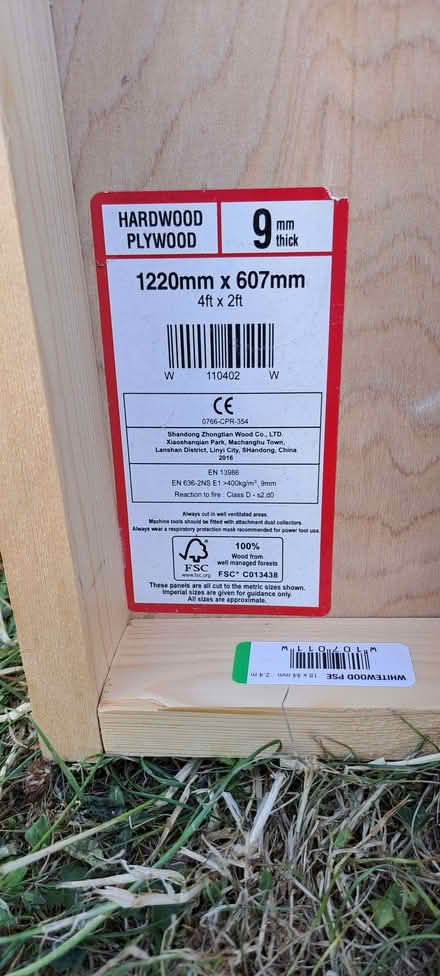 HARDWOOD
PLYWOOD
9 mm
thick
1220mm x 607mm
4ft x 2ft
W 110402 W
CE
0766-CPR-354
Shandong Zhongtian Wood Co., LTD.
Xiaoshanqian Park, Machanghu Town,
Lanshan District, Linyi City, SHandong, China
2016
EN 13986
EN 636-2NS E1 >400kg/m³, 9mm
Reaction to fire : Class D - s2,d0
Always cut in well ventilated areas.
Machine tools should be fitted with attachment dust collectors.
Always wear a respiratory protection mask recommended for power tool use.
FSC
www.fsc.org
100%
Wood from
well managed forests
FSC® C013438
These panels are all cut to the metric sizes shown.
Imperial sizes are given for guidance only.
All sizes are approximate.
WHITEWOOD PSE
18 x 44 mm 2.4 m
W 107011 W